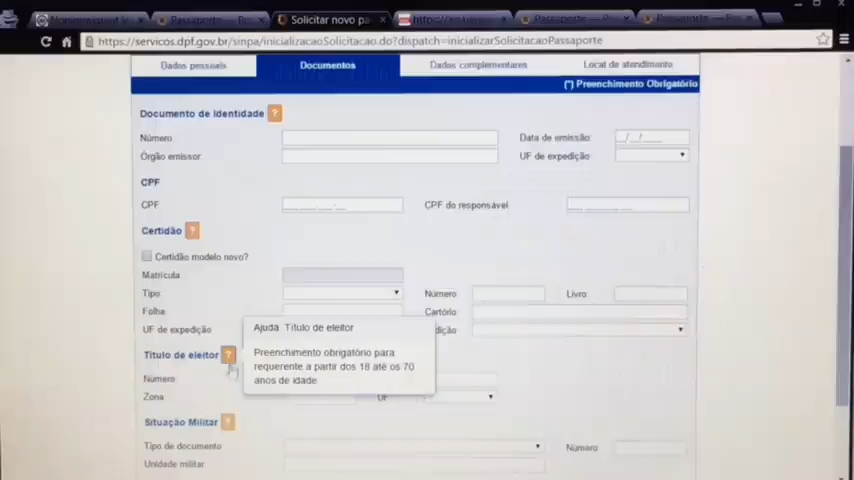 Solicitar novo pa
https://servicos.dpf.gov.br/sinpa/inicializacaoSolicitacao.do?dispatch=inicializarSolicitacaoPassaporte
Dados pessoais Documentos Dados complementares Local de atendimento
(*) Preenchimento Obrigatório
Documento de Identidade ?
Número Data de emissão: __/__/____
Órgão emissor: UF de expedição:
CPF
CPF CPF do responsável
Certidão ?
Certidão modelo novo?
Matrícula
Tipo Número Livro:
Folha Cartório:
UF de expedição
Ajuda Título de eleitor
Preenchimento obrigatório para
requerente a partir dos 18 até os 70
anos de idade.
Título de eleitor ?
Número
Zona UF
Situação Militar ?
Tipo de documento Número:
Unidade militar